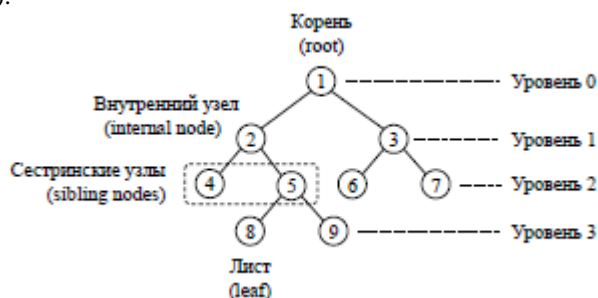 ).
Корень
(root)
1
Уровень 0
Внутренний узел
(internal node)
2
3
Уровень 1
Сестринские узлы
(sibling nodes)
4
5
6
7
Уровень 2
8
9
Уровень 3
Лист
(leaf)